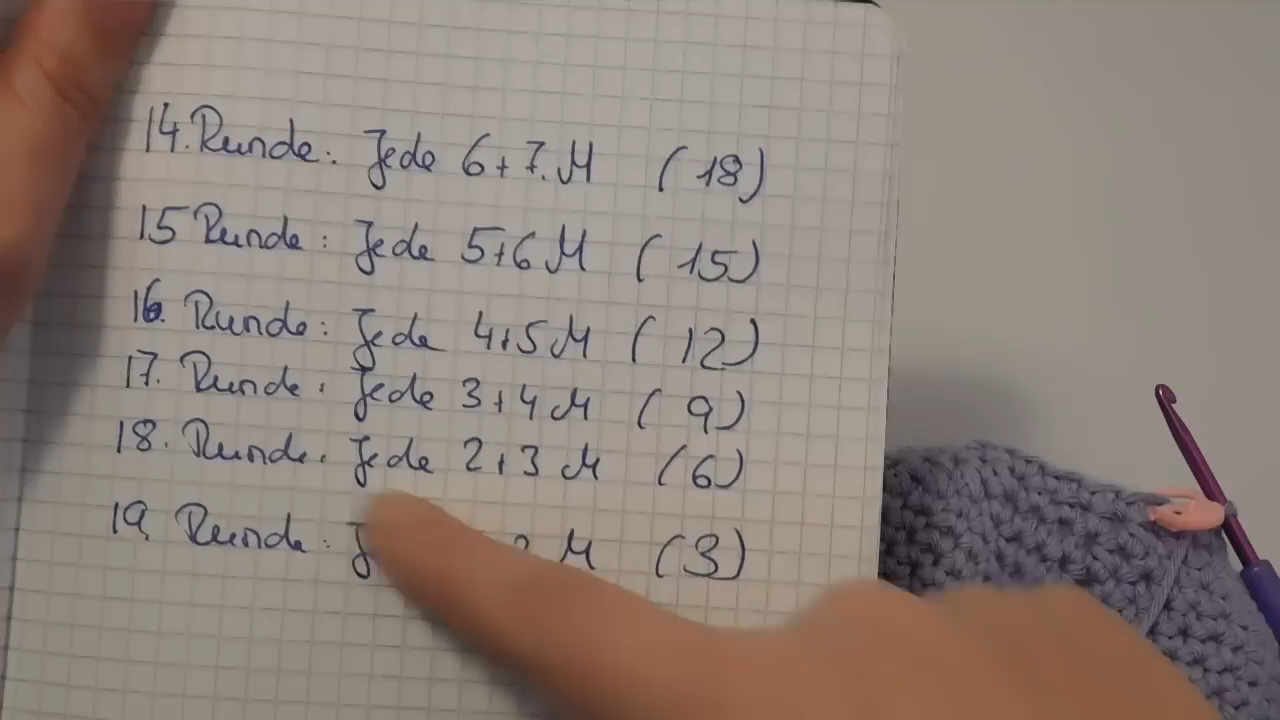 14. Runde: Jede 6+7. M (18)
15 Runde: Jede 5+6 M (15)
16. Runde: Jede 4+5 M (12)
17. Runde: Jede 3+4 M (9)
18. Runde: Jede 2+3 M (6)
19. Runde: M (3)